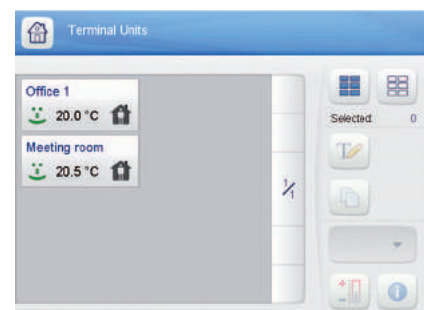 Terminal Units
Office 1
20.0 °C
Meeting room
20.5 °C
1/1
Selected: 0